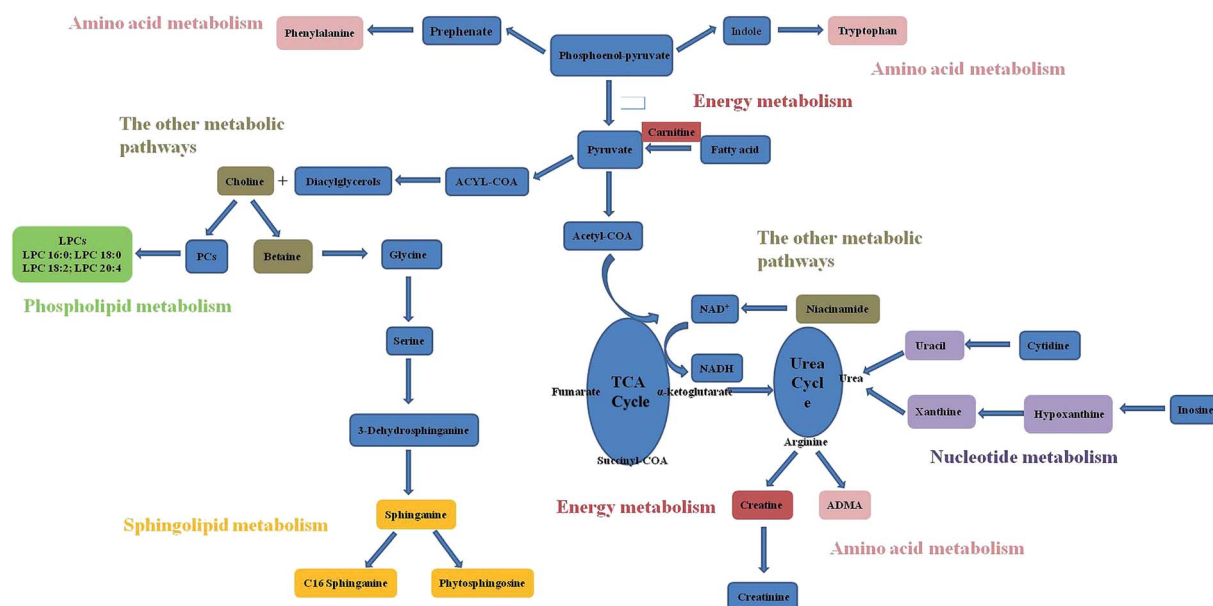 Amino acid metabolism
Phenylalanine
Prephenate
Phosphoenol-pyruvate
Indole
Tryptophan
Amino acid metabolism
Energy metabolism
Carnitine
Pyruvate
Fatty acid
The other metabolic
pathways
Choline
+
Diacylglycerols
ACYL-COA
Acetyl-COA
LPCs
LPC 16:0; LPC 18:0
LPC 18:2; LPC 20:4
PCs
Betaine
Glycine
The other metabolic
pathways
Phospholipid metabolism
NAD⁺
Niacinamide
Serine
Uracil
Cytidine
NADH
Urea
Cycl
e
Urea
TCA
Cycle
Fumarate
α-ketoglutarate
Xanthine
Hypoxanthine
Inosine
3-Dehydrosphinganine
Arginine
Succinyl-COA
Nucleotide metabolism
Energy metabolism
Creatine
ADMA
Sphingolipid metabolism
Sphinganine
Amino acid metabolism
C16 Sphinganine
Phytosphingosine
Creatinine